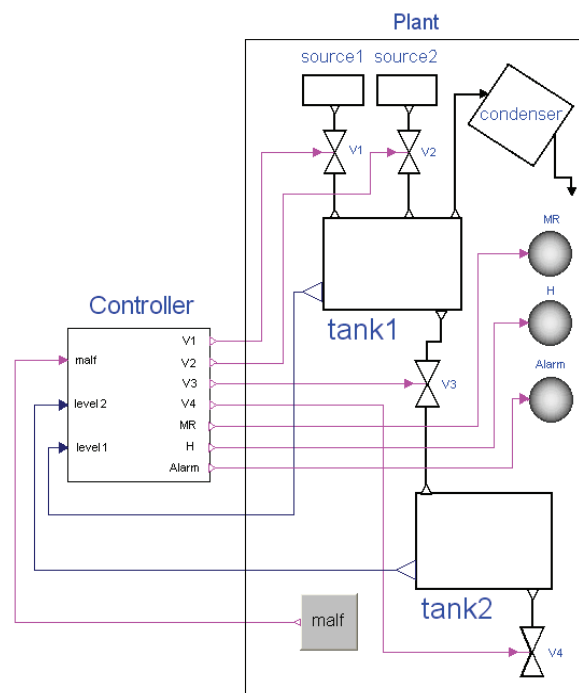 Plant
source1
source2
condenser
V1
V2
MR
tank1
H
Controller
V1
malf
V2
V3
V3
Alarm
level 2
V4
MR
level 1
H
Alarm
tank2
malf
V4